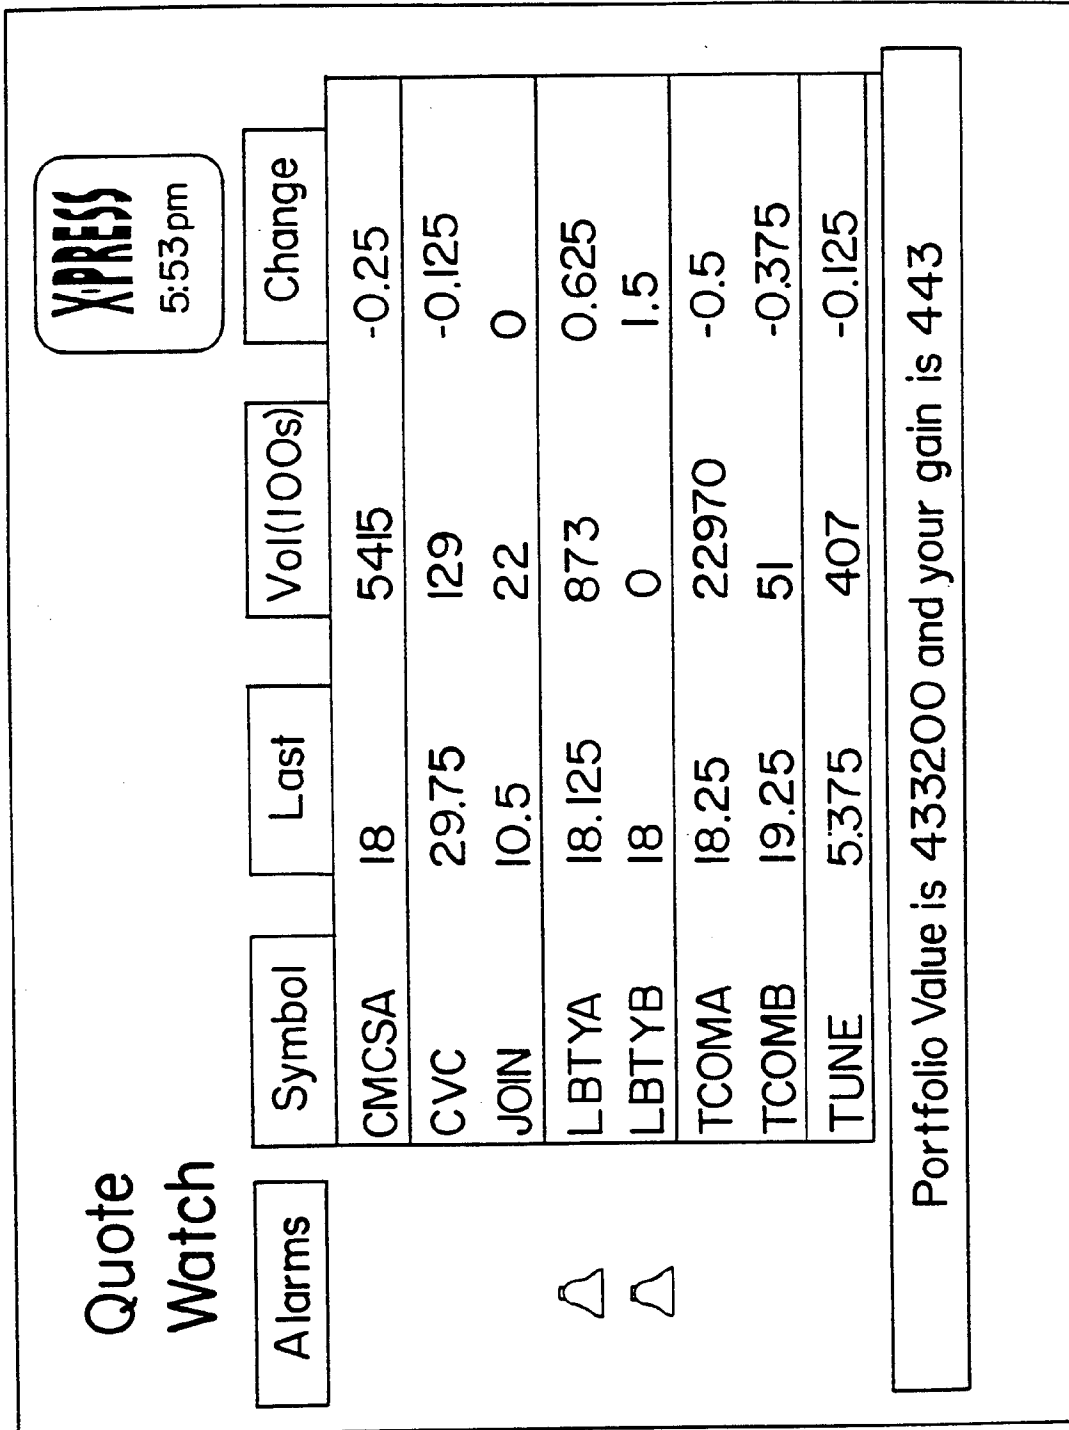 Quote
Watch
X·PRESS
5:53pm
Alarms Symbol Last Vol(100s) Change
CMCSA 18 5415 -0.25
CVC 29.75 129 -0.125
JOIN 10.5 22 0
LBTYA 18.125 873 0.625
LBTYB 18 0 1.5
TCOMA 18.25 22970 -0.5
TCOMB 19.25 51 -0.375
TUNE 5.375 407 -0.125
Portfolio Value is 433200 and your gain is 443